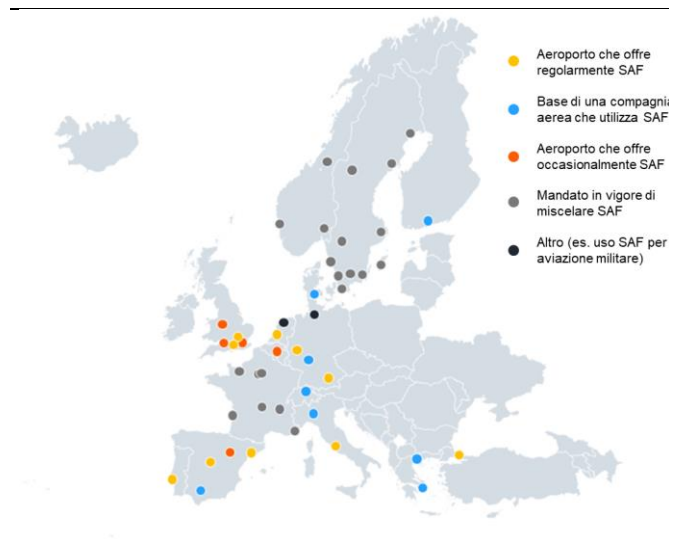 Aeroporto che offre
regolarmente SAF
Base di una compagnia
aerea che utilizza SAF
Aeroporto che offre
occasionalmente SAF
Mandato in vigore di
miscelare SAF
Altro (es. uso SAF per
aviazione militare)